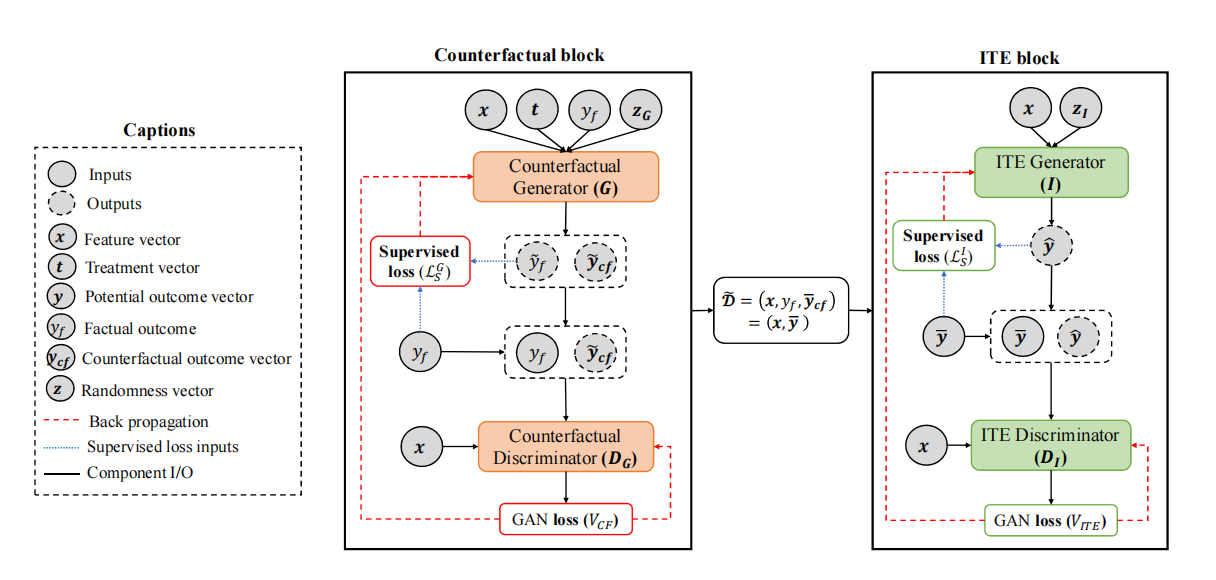 Captions
Inputs
Outputs
x Feature vector
t Treatment vector
y Potential outcome vector
y_f Factual outcome
y_cf Counterfactual outcome vector
z Randomness vector
Back propagation
Supervised loss inputs
Component I/O
Counterfactual block
x t y_f z_G
Counterfactual
Generator (G)
Supervised
loss (ℒ_S^G)
ỹ_f ỹ_cf
y_f
y_f ỹ_cf
x
Counterfactual
Discriminator (D_G)
GAN loss (V_CF)
𝒟̃ = (x, y_f, ȳ_cf)
= (x, ȳ )
ITE block
x z_I
ITE Generator
(I)
Supervised
loss (ℒ_S^I)
ŷ
ȳ
ȳ ŷ
x
ITE Discriminator
(D_I)
GAN loss (V_ITE)